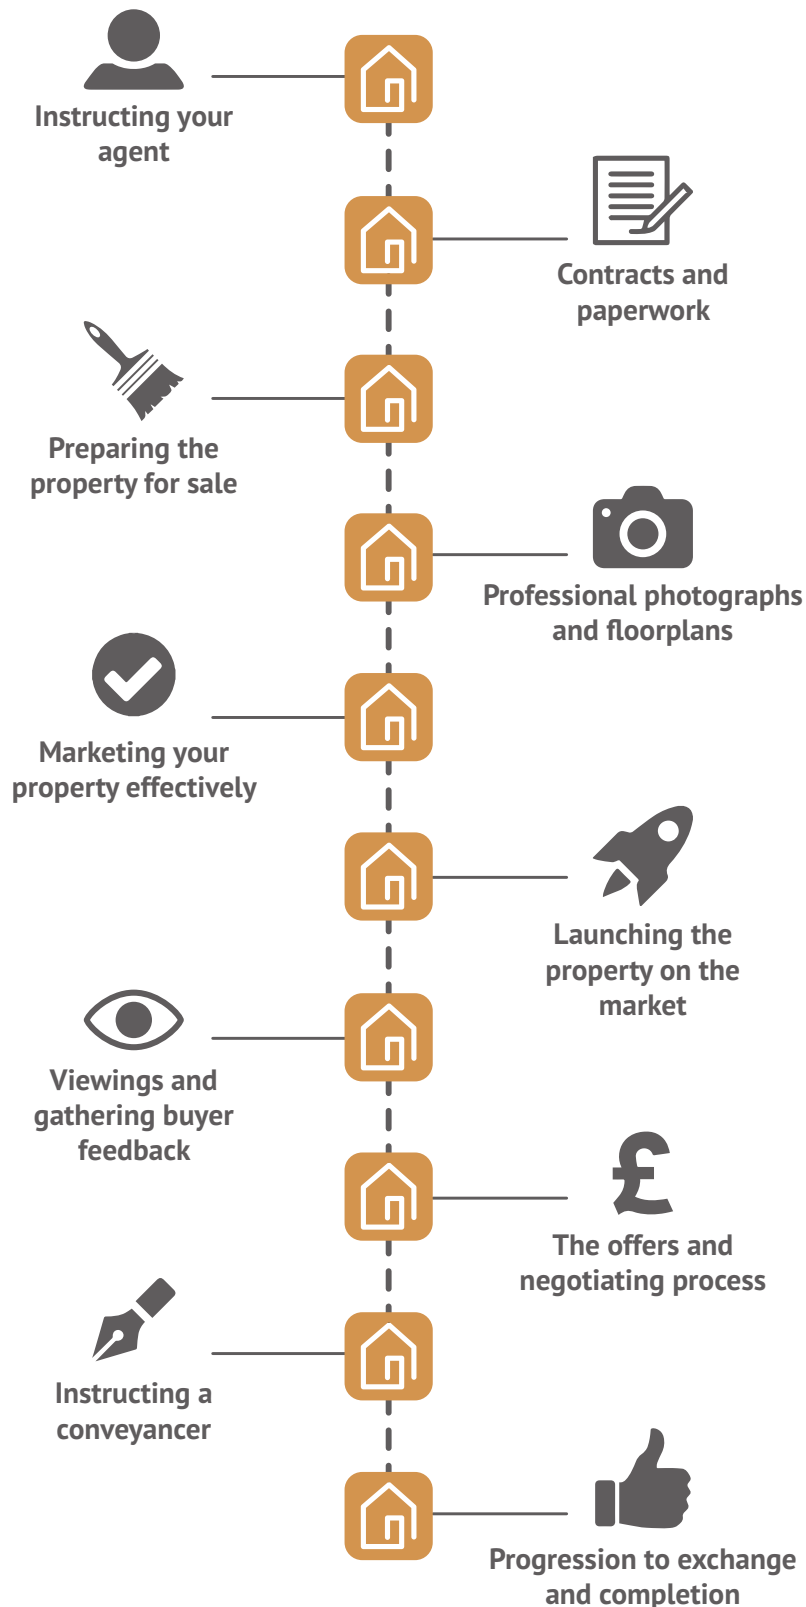 Instructing your
agent
Contracts and
paperwork
Preparing the
property for sale
Professional photographs
and floorplans
Marketing your
property effectively
Launching the
property on the
market
Viewings and
gathering buyer
feedback
£
The offers and
negotiating process
Instructing a
conveyancer
Progression to exchange
and completion